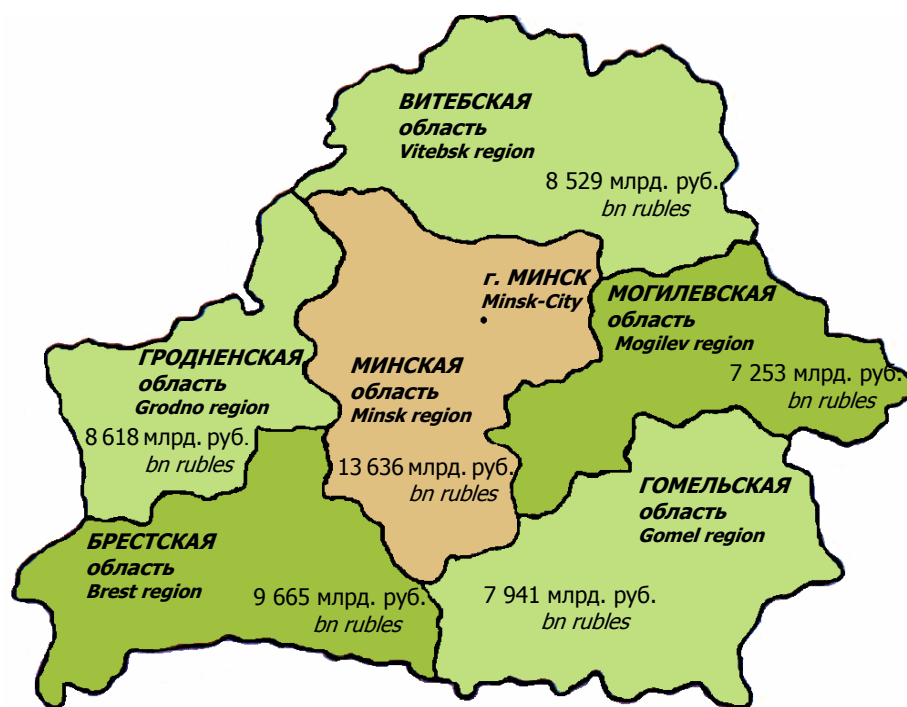 ВИТЕБСКАЯ
область
Vitebsk region
8 529 млрд. руб.
bn rubles
г. МИНСК
Minsk-City
МОГИЛЕВСКАЯ
область
Mogilev region
7 253 млрд. руб.
bn rubles
ГРОДНЕНСКАЯ
область
Grodno region
8 618 млрд. руб.
bn rubles
МИНСКАЯ
область
Minsk region
13 636 млрд. руб.
bn rubles
ГОМЕЛЬСКАЯ
область
Gomel region
7 941 млрд. руб.
bn rubles
БРЕСТСКАЯ
область
Brest region
9 665 млрд. руб.
bn rubles